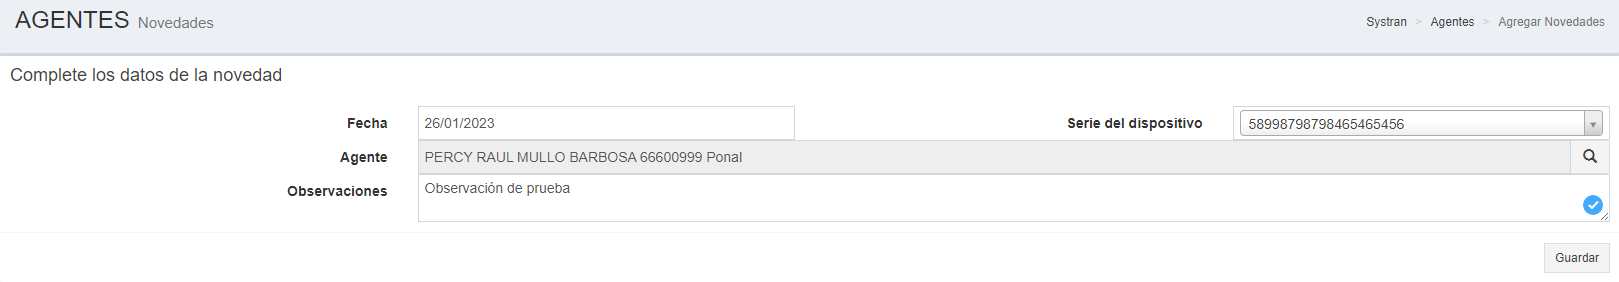 AGENTES Novedades
Systran > Agentes > Agregar Novedades
Complete los datos de la novedad
Fecha 26/01/2023 Serie del dispositivo 58998798798465465456
Agente PERCY RAUL MULLO BARBOSA 66600999 Ponal
Observaciones Observación de prueba
Guardar